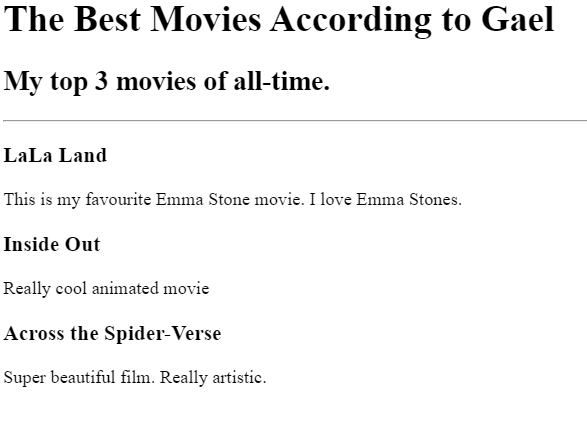 The Best Movies According to Gael
My top 3 movies of all-time.
LaLa Land
This is my favourite Emma Stone movie. I love Emma Stones.
Inside Out
Really cool animated movie
Across the Spider-Verse
Super beautiful film. Really artistic.